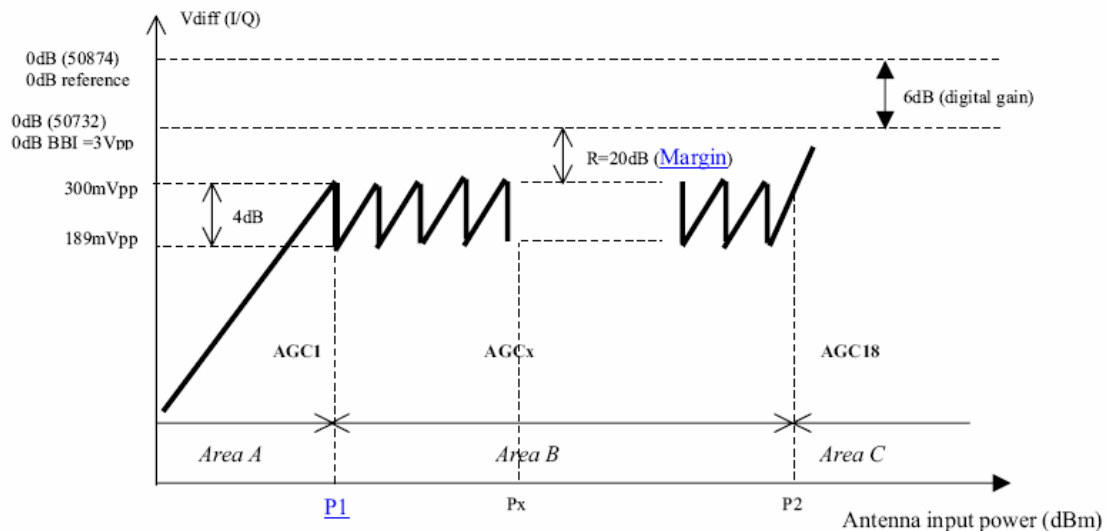 Vdiff (I/Q)
0dB (50874)
0dB reference
6dB (digital gain)
0dB (50732)
0dB BBI =3Vpp
R=20dB (Margin)
300mVpp
4dB
189mVpp
AGC1
AGCx
AGC18
Area A
Area B
Area C
P1
Px
P2
Antenna input power (dBm)